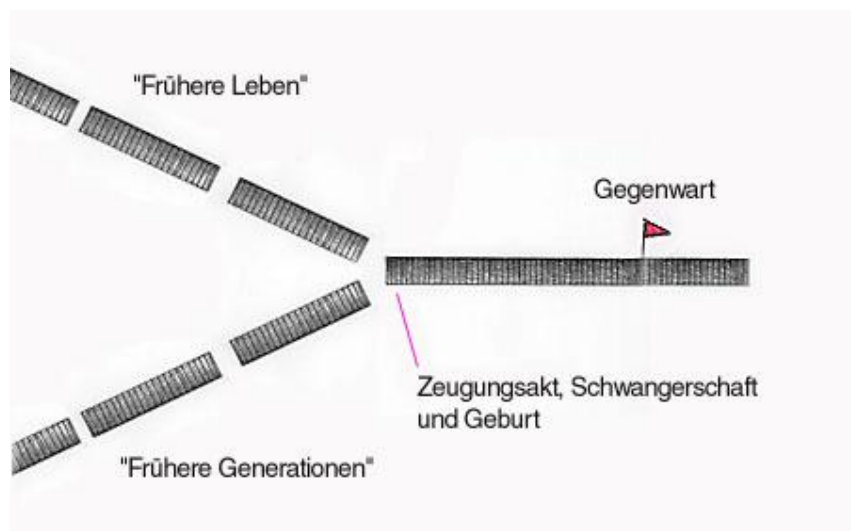 "Frühere Leben"
Gegenwart
Zeugungsakt, Schwangerschaft
und Geburt
"Frühere Generationen"